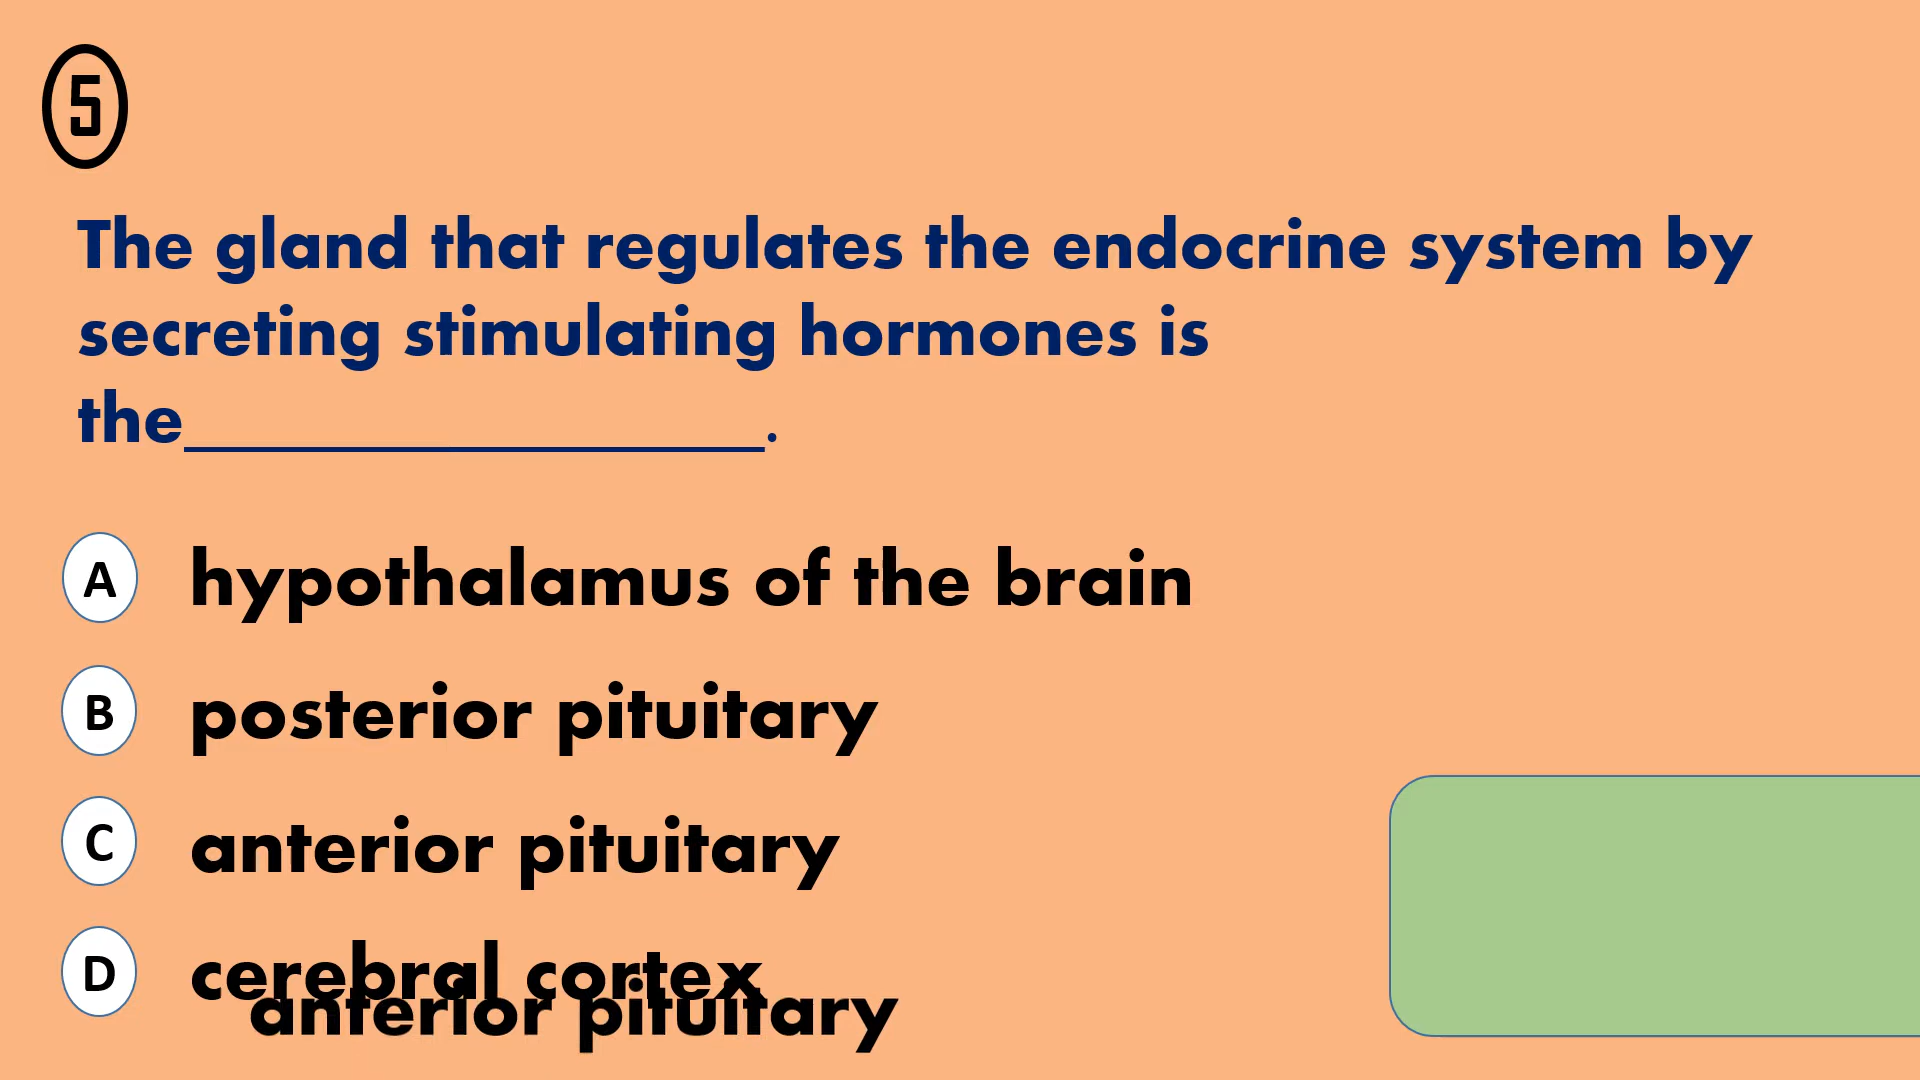 5
The gland that regulates the endocrine system by
secreting stimulating hormones is
the_________________.
A hypothalamus of the brain
B posterior pituitary
C anterior pituitary
D cerebral cortex
anterior pituitary